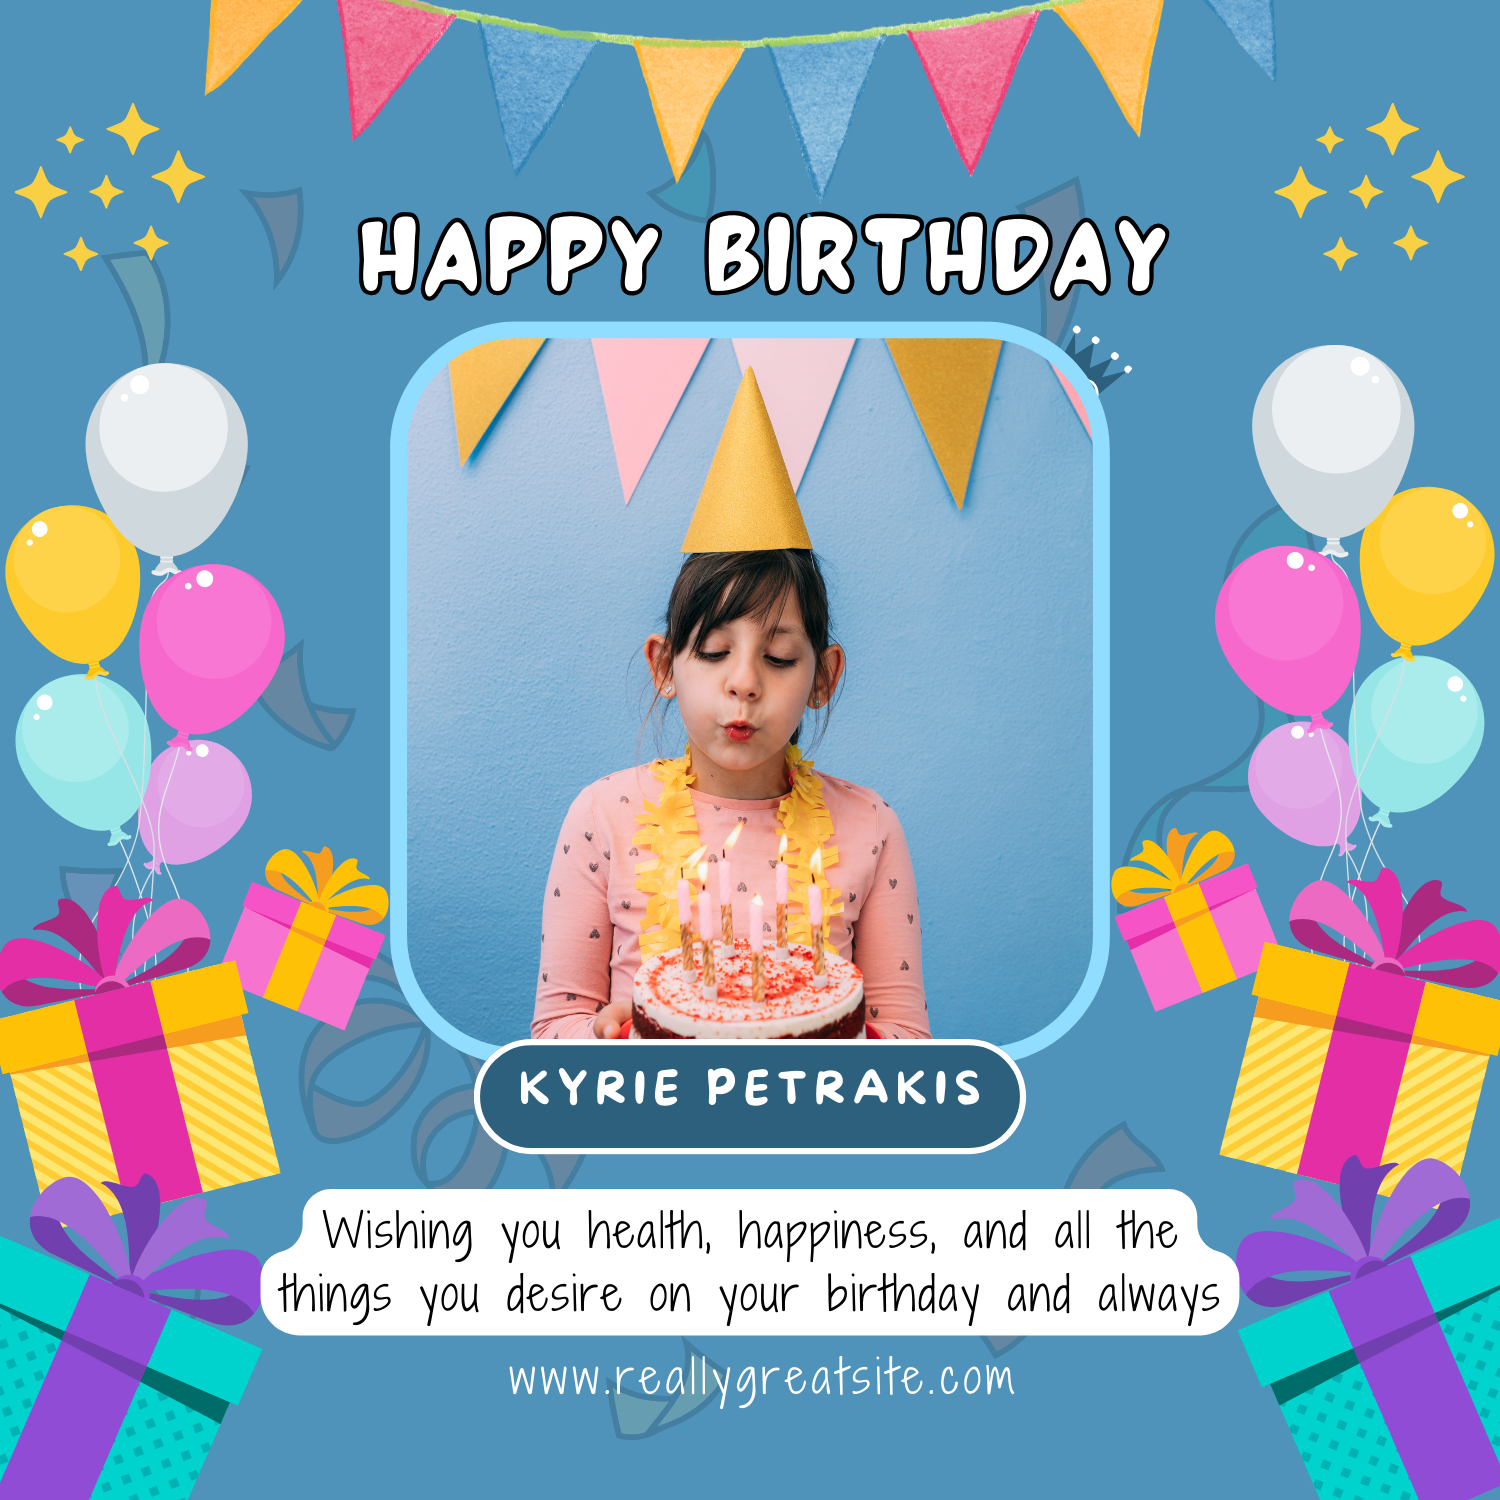 HAPPY BIRTHDAY
KYRIE PETRAKIS
Wishing you health, happiness, and all the
things you desire on your birthday and always
www.reallygreatsite.com